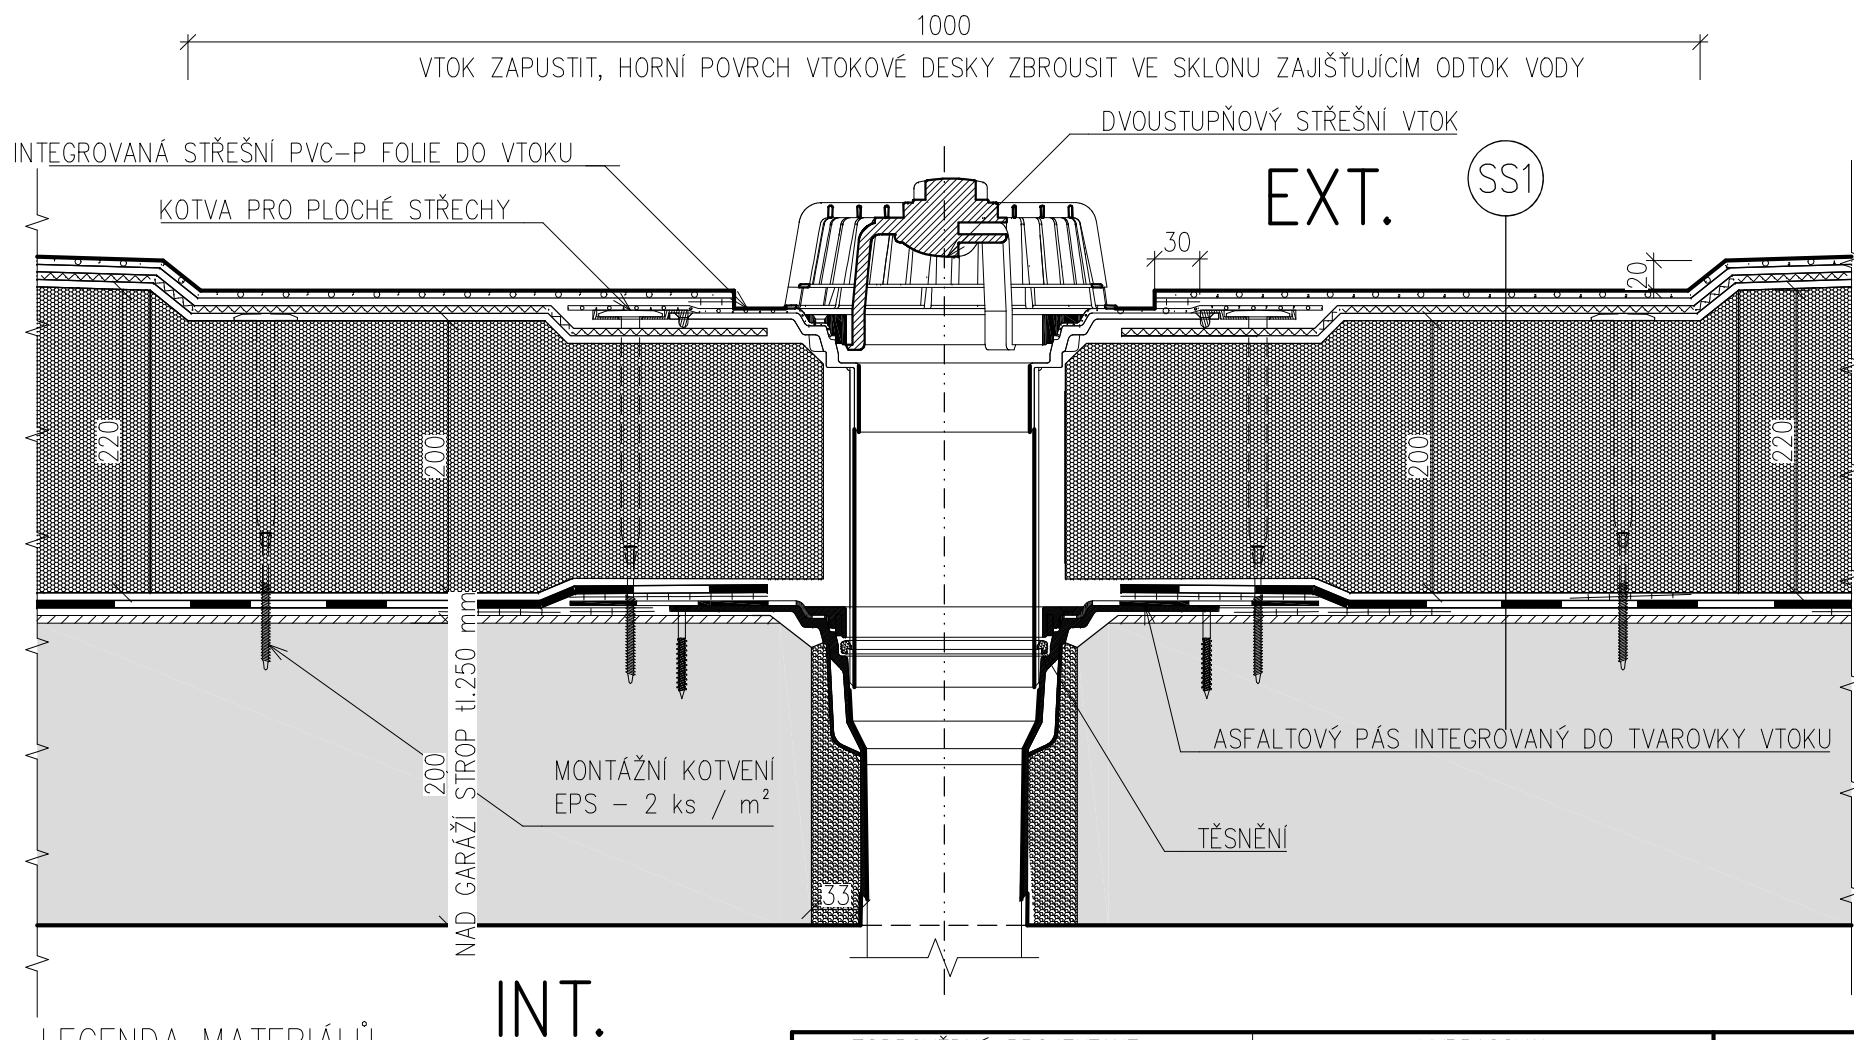 1000
VTOK ZAPUSTIT, HORNÍ POVRCH VTOKOVÉ DESKY ZBROUSIT VE SKLONU ZAJIŠŤUJÍCÍM ODTOK VODY
DVOUSTUPŇOVÝ STŘEŠNÍ VTOK
INTEGROVANÁ STŘEŠNÍ PVC-P FOLIE DO VTOKU
SS1
EXT.
KOTVA PRO PLOCHÉ STŘECHY
30
20
220
200
200
220
NAD GARÁŽÍ STROP tl.250 mm
200
ASFALTOVÝ PÁS INTEGROVANÝ DO TVAROVKY VTOKU
MONTÁŽNÍ KOTVENÍ
EPS - 2 ks / m²
TĚSNĚNÍ
33
INT.
LEGENDA MATERIÁLŮ